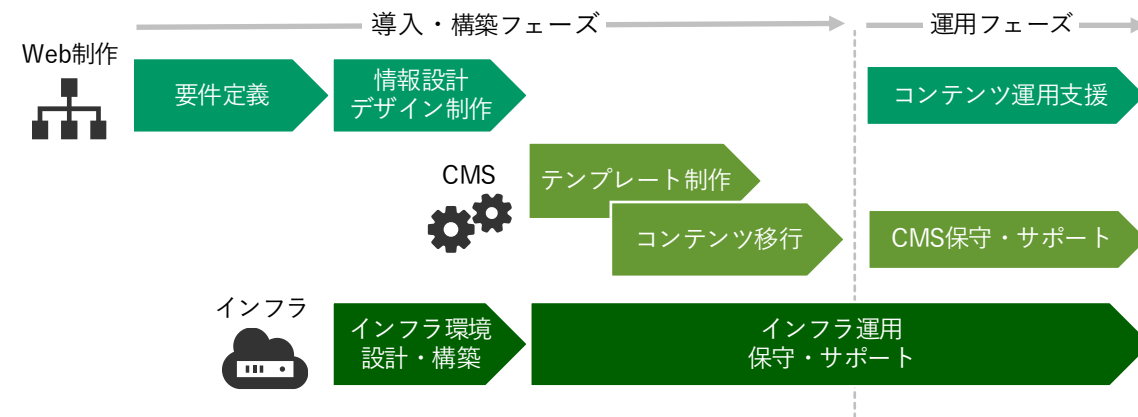 導入・構築フェーズ
運用フェーズ
Web制作
要件定義
情報設計
デザイン制作
コンテンツ運用支援
CMS
テンプレート制作
コンテンツ移行
CMS保守・サポート
インフラ
インフラ環境
設計・構築
インフラ運用
保守・サポート